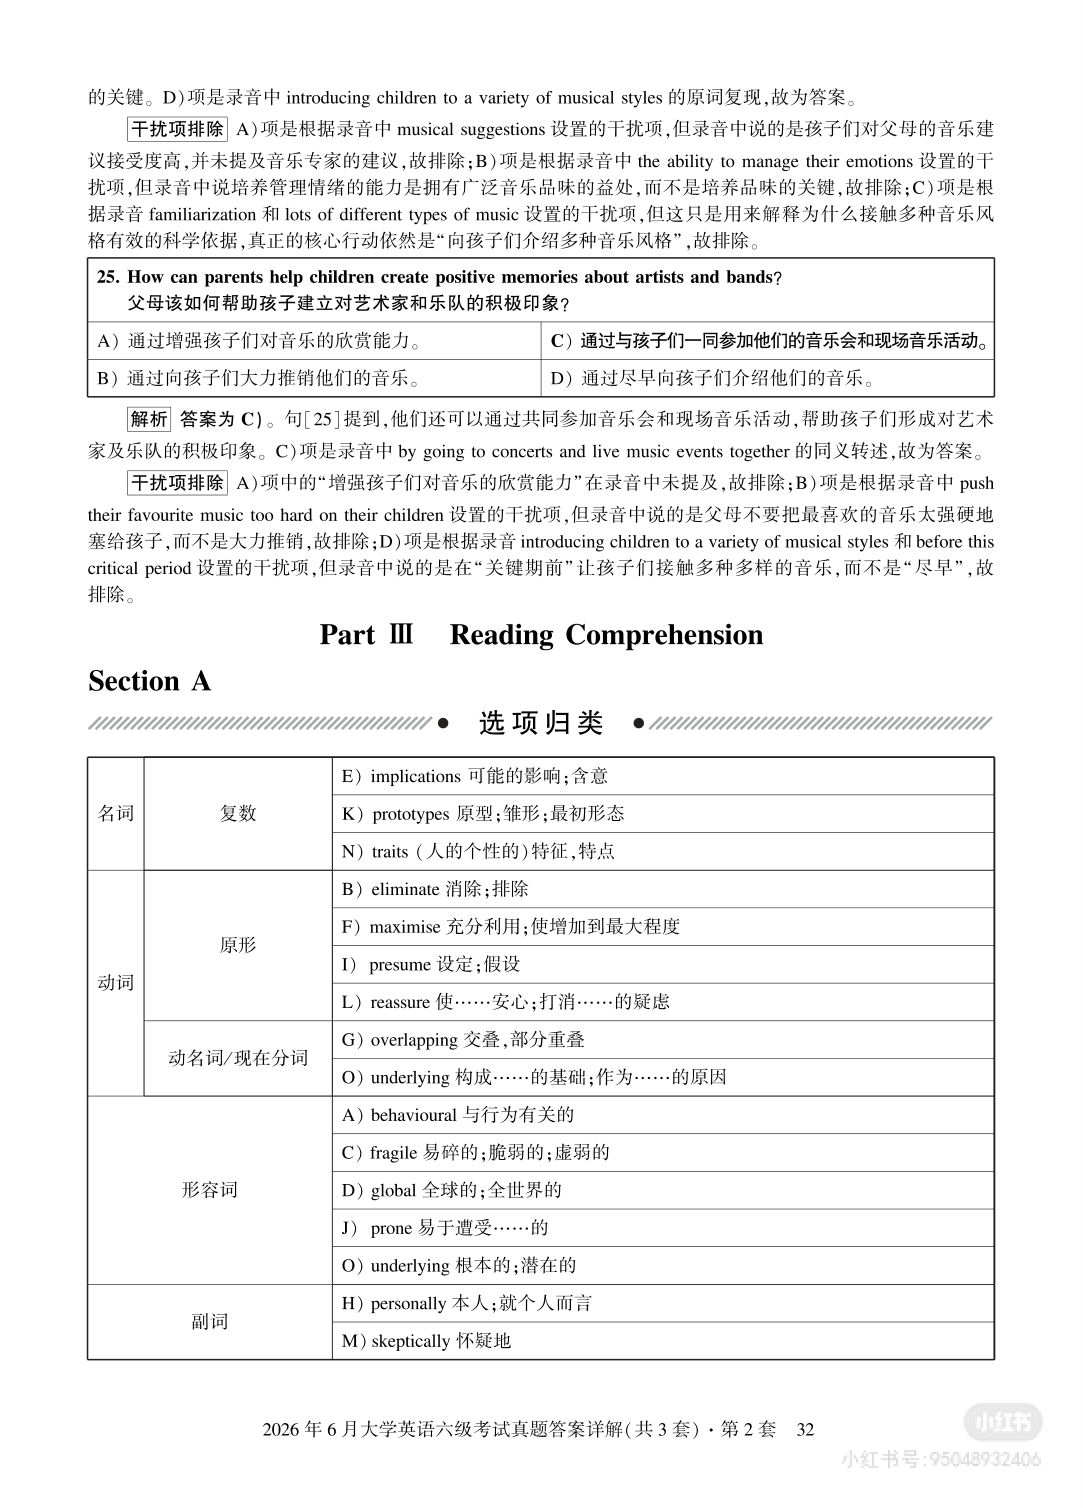 的关键。D)项是录音中 introducing children to a variety of musical styles 的原词复现,故为答案。
干扰项排除 A)项是根据录音中 musical suggestions 设置的干扰项,但录音中说的是孩子们对父母的音乐建
议接受度高,并未提及音乐专家的建议,故排除;B)项是根据录音中 the ability to manage their emotions 设置的干
扰项,但录音中说培养管理情绪的能力是拥有广泛音乐品味的益处,而不是培养品味的关键,故排除;C)项是根
据录音 familiarization 和 lots of different types of music 设置的干扰项,但这只是用来解释为什么接触多种音乐风
格有效的科学依据,真正的核心行动依然是“向孩子们介绍多种音乐风格”,故排除。
25. How can parents help children create positive memories about artists and bands?
父母该如何帮助孩子建立对艺术家和乐队的积极印象?
A) 通过增强孩子们对音乐的欣赏能力。
C) 通过与孩子们一同参加他们的音乐会和现场音乐活动。
B) 通过向孩子们大力推销他们的音乐。
D) 通过尽早向孩子们介绍他们的音乐。
解析 答案为 C)。句[25]提到,他们还可以通过共同参加音乐会和现场音乐活动,帮助孩子们形成对艺术
家及乐队的积极印象。C)项是录音中 by going to concerts and live music events together 的同义转述,故为答案。
干扰项排除 A)项中的“增强孩子们对音乐的欣赏能力”在录音中未提及,故排除;B)项是根据录音中 push
their favourite music too hard on their children 设置的干扰项,但录音中说的是父母不要把最喜欢的音乐太强硬地
塞给孩子,而不是大力推销,故排除;D)项是根据录音 introducing children to a variety of musical styles 和 before this
critical period 设置的干扰项,但录音中说的是在“关键期前”让孩子们接触多种多样的音乐,而不是“尽早”,故
排除。
Part Ⅲ Reading Comprehension
Section A
选项归类
名词
复数
E) implications 可能的影响;含意
K) prototypes 原型;雏形;最初形态
N) traits (人的个性的)特征,特点
动词
原形
B) eliminate 消除;排除
F) maximise 充分利用;使增加到最大程度
I) presume 设定;假设
L) reassure 使……安心;打消……的疑虑
动名词/现在分词
G) overlapping 交叠,部分重叠
O) underlying 构成……的基础;作为……的原因
形容词
A) behavioural 与行为有关的
C) fragile 易碎的;脆弱的;虚弱的
D) global 全球的;全世界的
J) prone 易于遭受……的
O) underlying 根本的;潜在的
副词
H) personally 本人;就个人而言
M) skeptically 怀疑地
2026 年 6 月大学英语六级考试真题答案详解(共 3 套)·第 2 套 32
小红书
小红书号:95048932406